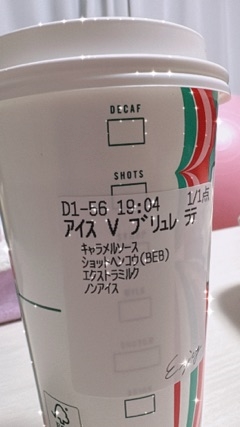 DECAF
SHOTS
D1-56 19:04 1/1点
アイス V ブリュレ ラテ
キャラメルソース
ショットヘンコウ(BEB)
エクストラミルク
ノンアイス
Enjoy